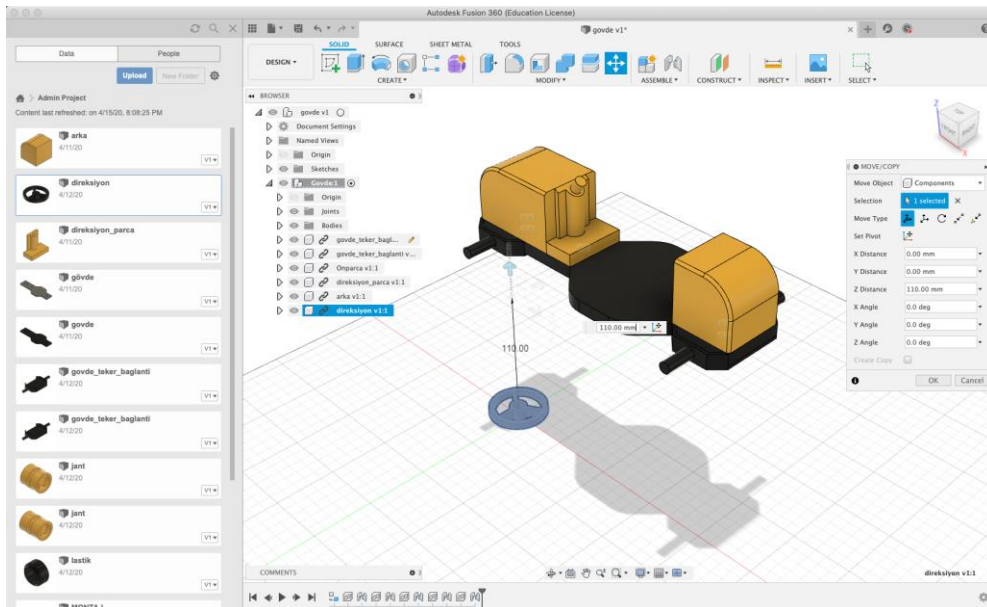 Autodesk Fusion 360 (Education License)
govde v1*
Data
People
Upload
New Folder
Admin Project
Content last refreshed: on 4/15/20, 8:08:25 PM
arka
4/11/20
V1
direksiyon
4/12/20
V1
direksiyon_parca
4/11/20
V1
gövde
4/11/20
V1
govde
4/11/20
V1
govde_teker_baglanti
4/12/20
V1
govde_teker_baglanti
4/12/20
V1
jant
4/12/20
V1
jant
4/12/20
V1
lastik
4/12/20
V1
DESIGN
SOLID
SURFACE
SHEET METAL
TOOLS
CREATE
MODIFY
ASSEMBLE
CONSTRUCT
INSPECT
INSERT
SELECT
BROWSER
govde v1
Document Settings
Named Views
Origin
Sketches
Govde:1
Origin
Joints
Bodies
govde_teker_bagl...
govde_teker_baglanti v...
Onparca v1:1
direksiyon_parca v1:1
arka v1:1
direksiyon v1:1
110.00 mm
110.00
Z
TOP
FRONT
RIGHT
X
MOVE/COPY
Move Object
Components
Selection
1 selected
Move Type
Set Pivot
X Distance
0.00 mm
Y Distance
0.00 mm
Z Distance
110.00 mm
X Angle
0.0 deg
Y Angle
0.0 deg
Z Angle
0.0 deg
Create Copy
OK
Cancel
COMMENTS
direksiyon v1:1